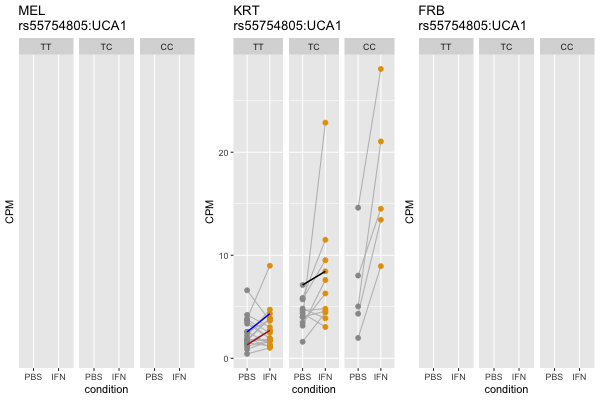 MEL
rs55754805:UCA1
TT TC CC
CPM
PBS IFN PBS IFN PBS IFN
condition
KRT
rs55754805:UCA1
TT TC CC
CPM
20
10
0
PBS IFN PBS IFN PBS IFN
condition
FRB
rs55754805:UCA1
TT TC CC
CPM
PBS IFN PBS IFN PBS IFN
condition